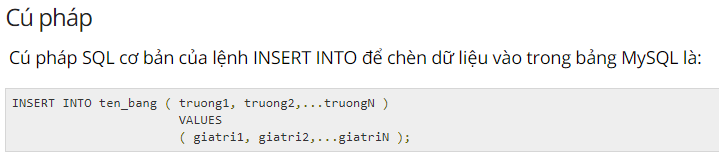 Cú pháp
Cú pháp SQL cơ bản của lệnh INSERT INTO để chèn dữ liệu vào trong bảng MySQL là:
INSERT INTO ten_bang ( truong1, truong2,...truongN )
VALUES
( giatri1, giatri2,...giatriN );